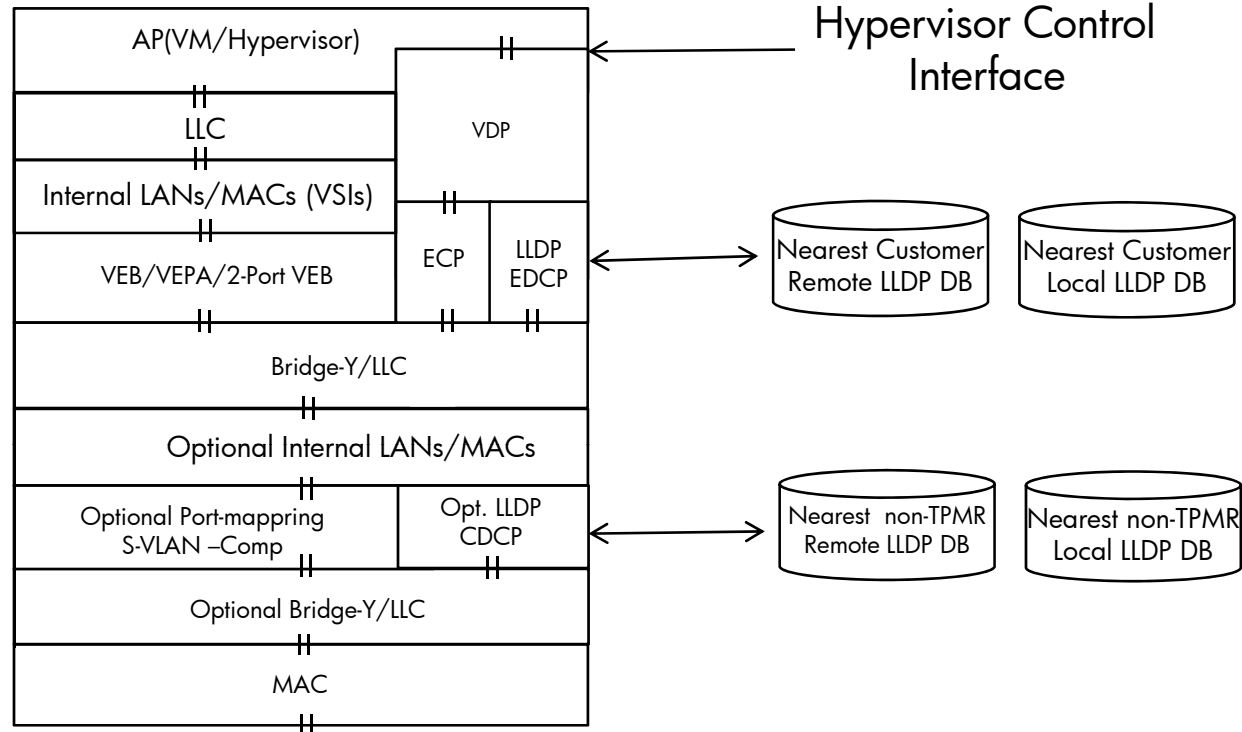 AP(VM/Hypervisor)
Hypervisor Control
Interface
VDP
LLC
Internal LANs/MACs (VSIs)
VEB/VEPA/2-Port VEB
ECP
LLDP
EDCP
Nearest Customer
Remote LLDP DB
Nearest Customer
Local LLDP DB
Bridge-Y/LLC
Optional Internal LANs/MACs
Optional Port-mappring
S-VLAN –Comp
Opt. LLDP
CDCP
Nearest non-TPMR
Remote LLDP DB
Nearest non-TPMR
Local LLDP DB
Optional Bridge-Y/LLC
MAC